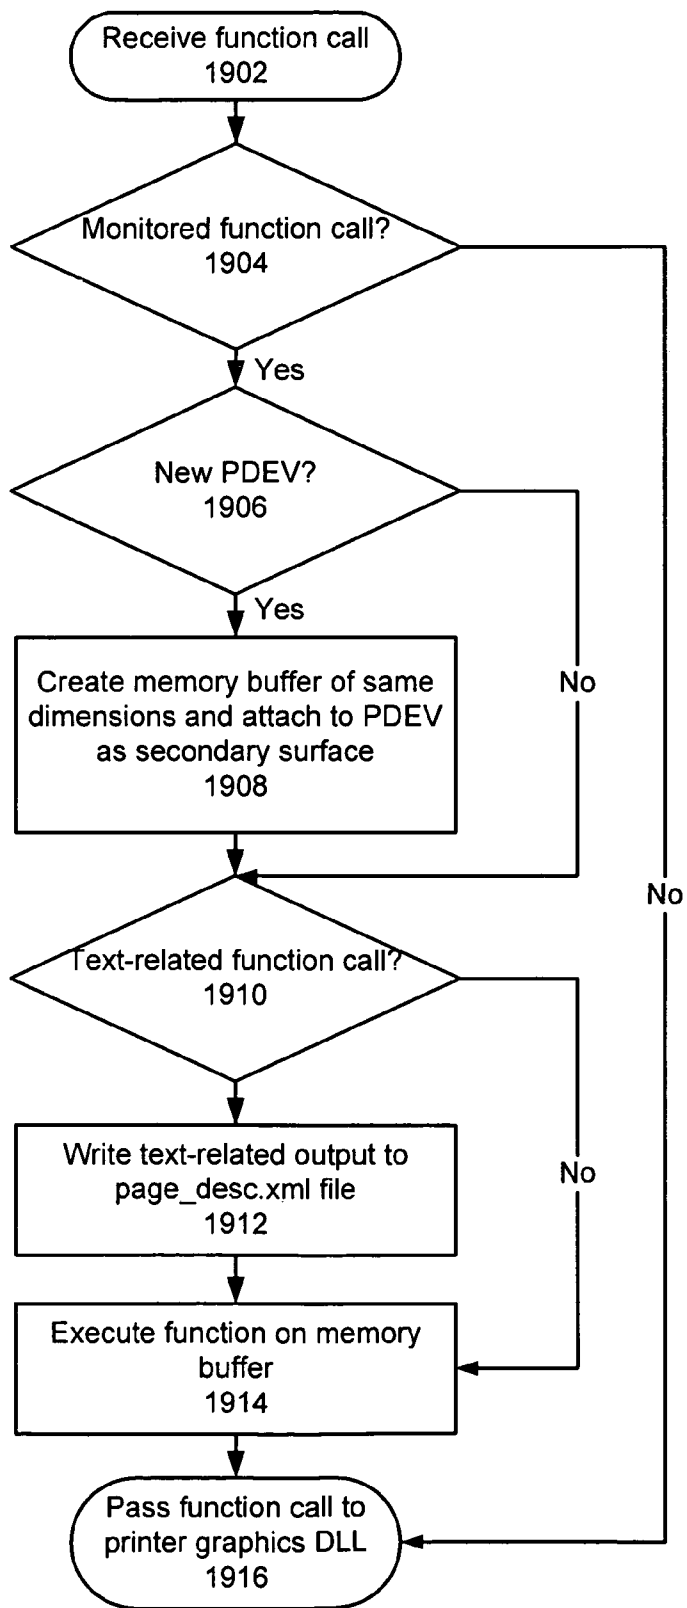 Receive function call
1902
Monitored function call?
1904
Yes
New PDEV?
1906
Yes
Create memory buffer of same
dimensions and attach to PDEV
as secondary surface
1908
No
No
Text-related function call?
1910
Write text-related output to
page_desc.xml file
1912
No
Execute function on memory
buffer
1914
Pass function call to
printer graphics DLL
1916